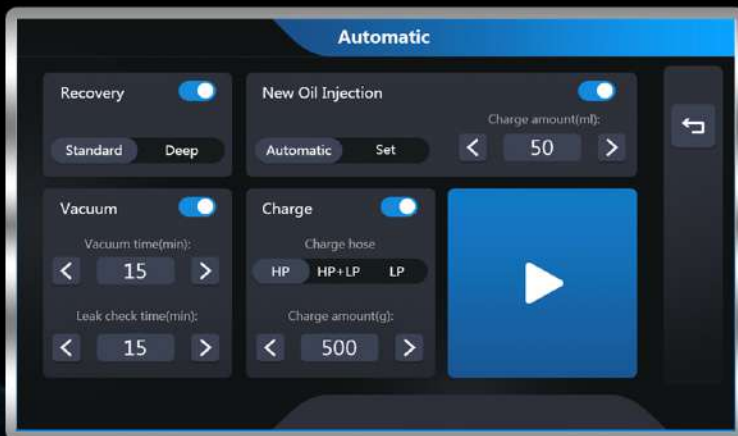 Automatic
Recovery
Standard Deep
New Oil Injection
Charge amount(ml):
Automatic Set
50
Vacuum
Vacuum time(min):
15
Leak check time(min):
15
Charge
Charge hose
HP HP+LP LP
Charge amount(g):
500